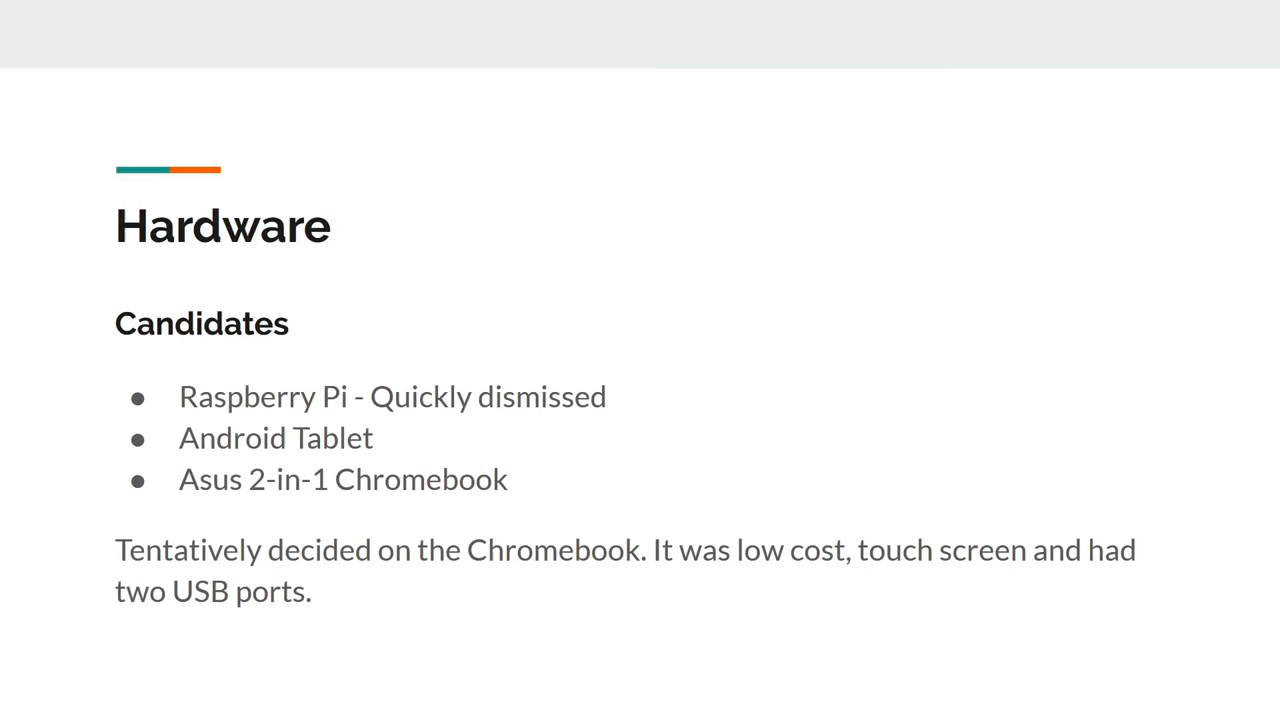 Hardware
Candidates
● Raspberry Pi - Quickly dismissed
● Android Tablet
● Asus 2-in-1 Chromebook
Tentatively decided on the Chromebook. It was low cost, touch screen and had
two USB ports.